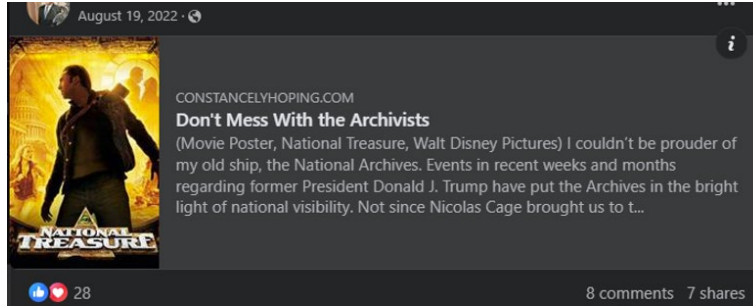 August 19, 2022 ·
CONSTANCELYHOPING.COM
Don't Mess With the Archivists
(Movie Poster, National Treasure, Walt Disney Pictures) I couldn't be prouder of
my old ship, the National Archives. Events in recent weeks and months
regarding former President Donald J. Trump have put the Archives in the bright
light of national visibility. Not since Nicolas Cage brought us to t...
NATIONAL
TREASURE
28
8 comments 7 shares